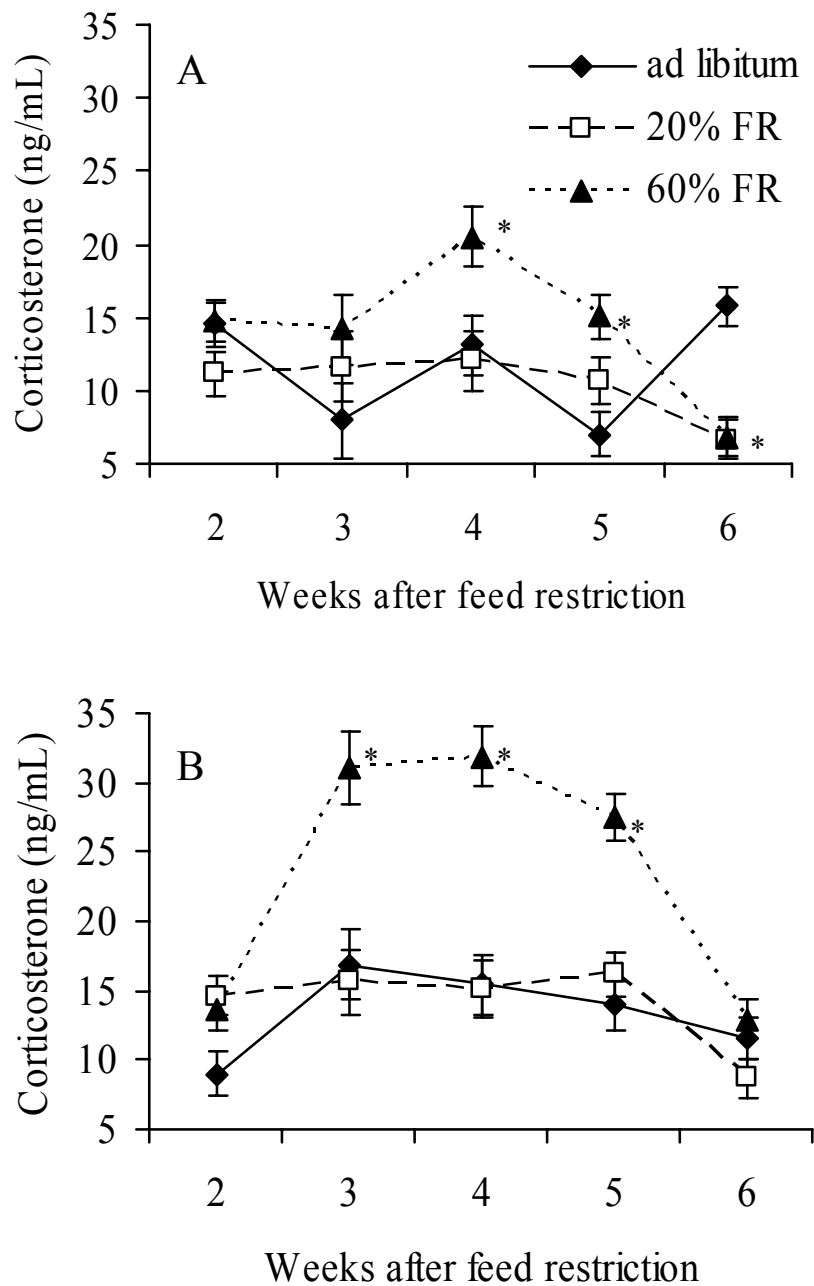 A
ad libitum
20% FR
60% FR
Corticosterone (ng/mL)
35
30
25
20
15
10
5
*
*
*
2 3 4 5 6
Weeks after feed restriction
B
Corticosterone (ng/mL)
35
30
25
20
15
10
5
*
*
*
2 3 4 5 6
Weeks after feed restriction